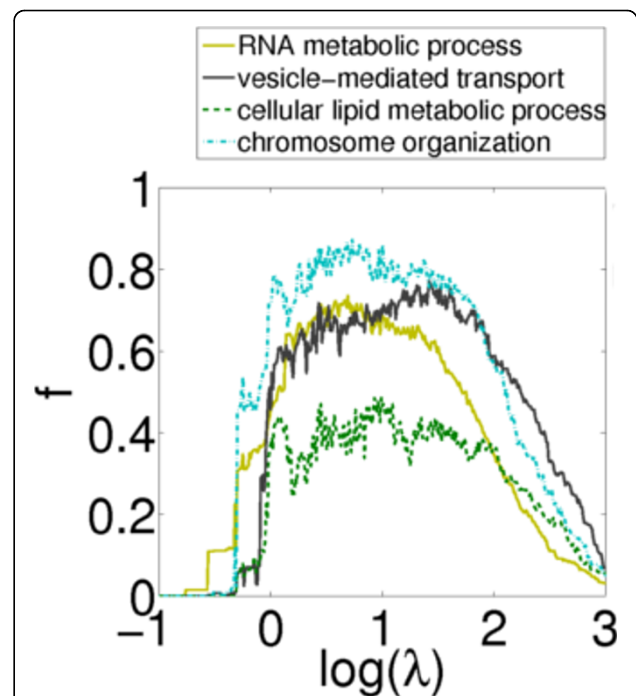 RNA metabolic process
vesicle-mediated transport
cellular lipid metabolic process
chromosome organization
1
0.8
0.6
0.4
0.2
0
f
-1 0 1 2 3
log(λ)